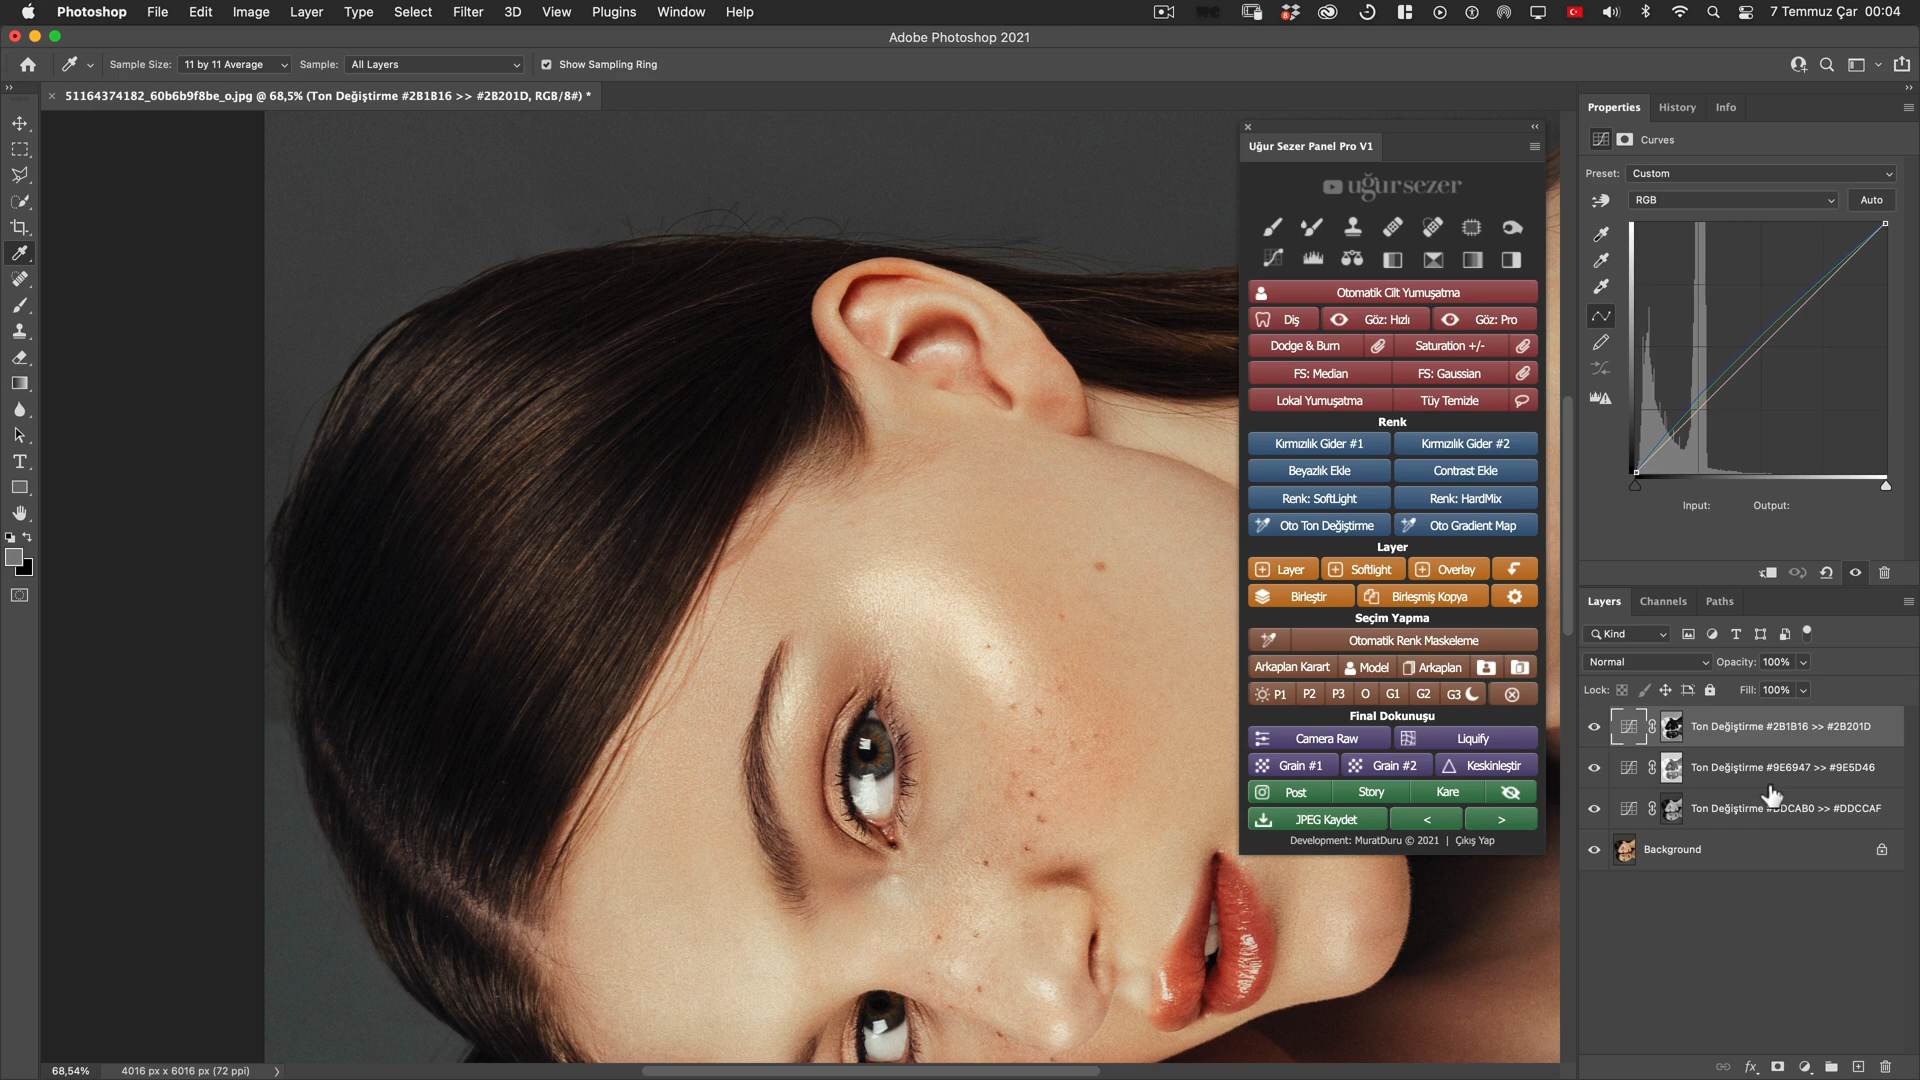 Photoshop File Edit Image Layer Type Select Filter 3D View Plugins Window Help
7 Temmuz Çar 00:04
Adobe Photoshop 2021
Sample Size: 11 by 11 Average Sample: All Layers Show Sampling Ring
51164374182_60b6b9f8be_o.jpg @ 68,5% (Ton Değiştirme #2B1B16 >> #2B201D, RGB/8#) *
Uğur Sezer Panel Pro V1
uğursezer
Otomatik Cilt Yumuşatma
Diş Göz: Hızlı Göz: Pro
Dodge & Burn Saturation +/-
FS: Median FS: Gaussian
Lokal Yumuşatma Tüy Temizle
Renk
Kırmızılık Gider #1 Kırmızılık Gider #2
Beyazlık Ekle Contrast Ekle
Renk: SoftLight Renk: HardMix
Oto Ton Değiştirme Oto Gradient Map
Layer
Layer Softlight Overlay
Birleştir Birleşmiş Kopya
Seçim Yapma
Otomatik Renk Maskeleme
Arkaplan Karart Model Arkaplan
P1 P2 P3 O G1 G2 G3
Final Dokunuşu
Camera Raw Liquify
Grain #1 Grain #2 Keskinleştir
Post Story Kare
JPEG Kaydet < >
Development: MuratDuru © 2021 | Çıkış Yap
Properties History Info
Curves
Preset: Custom
RGB Auto
Input: Output:
Layers Channels Paths
Kind
Normal Opacity: 100%
Lock: Fill: 100%
Ton Değiştirme #2B1B16 >> #2B201D
Ton Değiştirme #9E6947 >> #9E5D46
Ton Değiştirme #DDCAB0 >> #DDCCAF
Background
68,54% 4016 px x 6016 px (72 ppi)